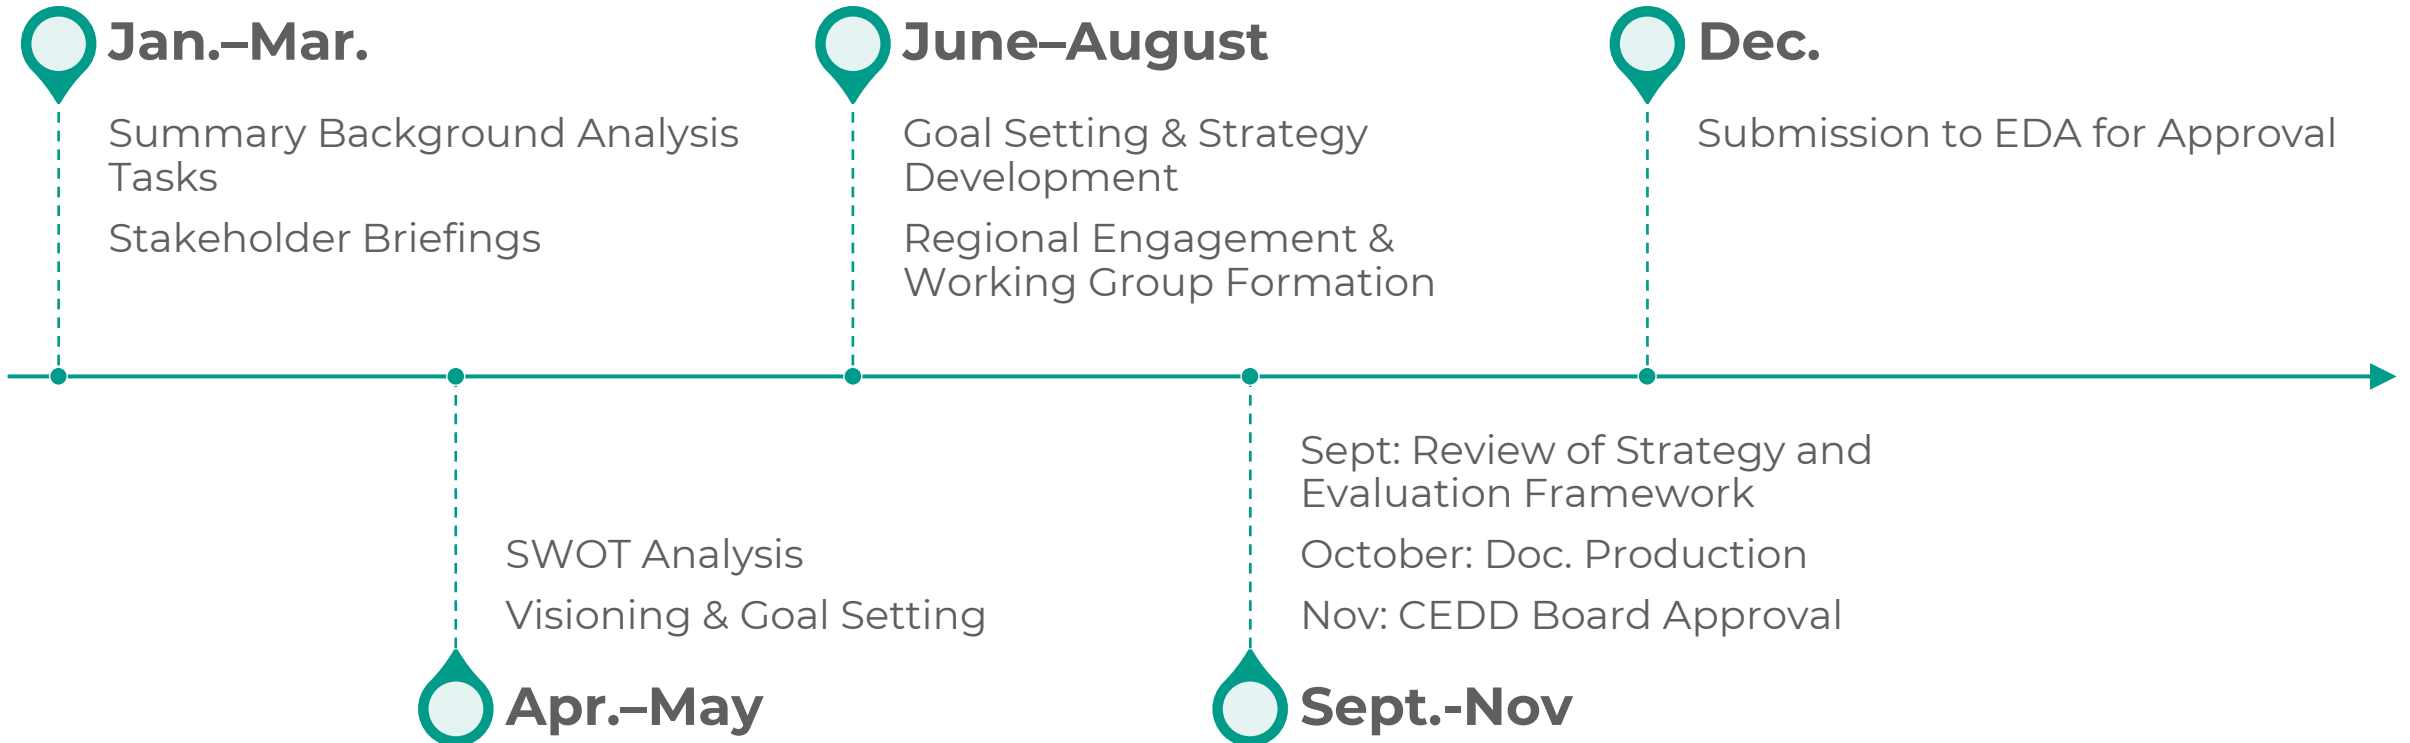 Jan.–Mar.
Summary Background Analysis
Tasks
Stakeholder Briefings
Apr.–May
SWOT Analysis
Visioning & Goal Setting
June–August
Goal Setting & Strategy
Development
Regional Engagement &
Working Group Formation
Sept.-Nov
Sept: Review of Strategy and
Evaluation Framework
October: Doc. Production
Nov: CEDD Board Approval
Dec.
Submission to EDA for Approval